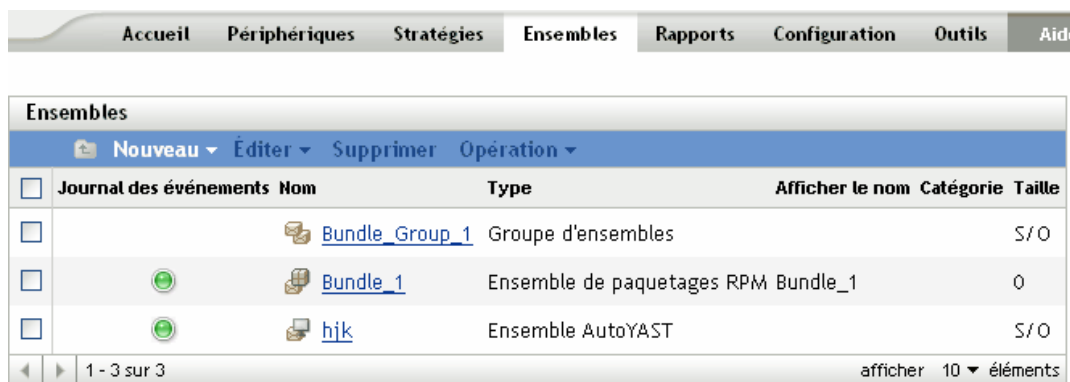 Accueil Périphériques Stratégies Ensembles Rapports Configuration Outils Aide
Ensembles
Nouveau Éditer Supprimer Opération
Journal des événements Nom Type Afficher le nom Catégorie Taille
Bundle_Group_1 Groupe d'ensembles S/O
Bundle_1 Ensemble de paquetages RPM Bundle_1 0
hjk Ensemble AutoYAST S/O
1 - 3 sur 3 afficher 10 éléments